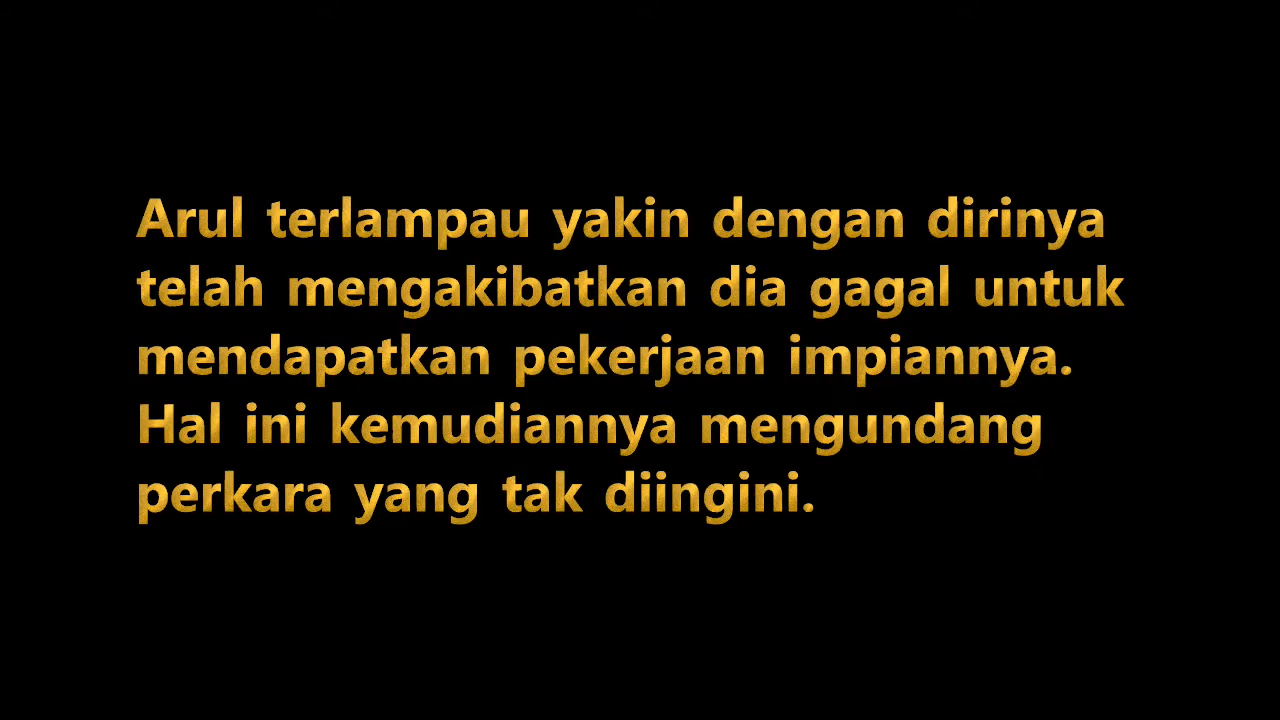 Arul terlampau yakin dengan dirinya
telah mengakibatkan dia gagal untuk
mendapatkan pekerjaan impiannya.
Hal ini kemudiannya mengundang
perkara yang tak diingini.